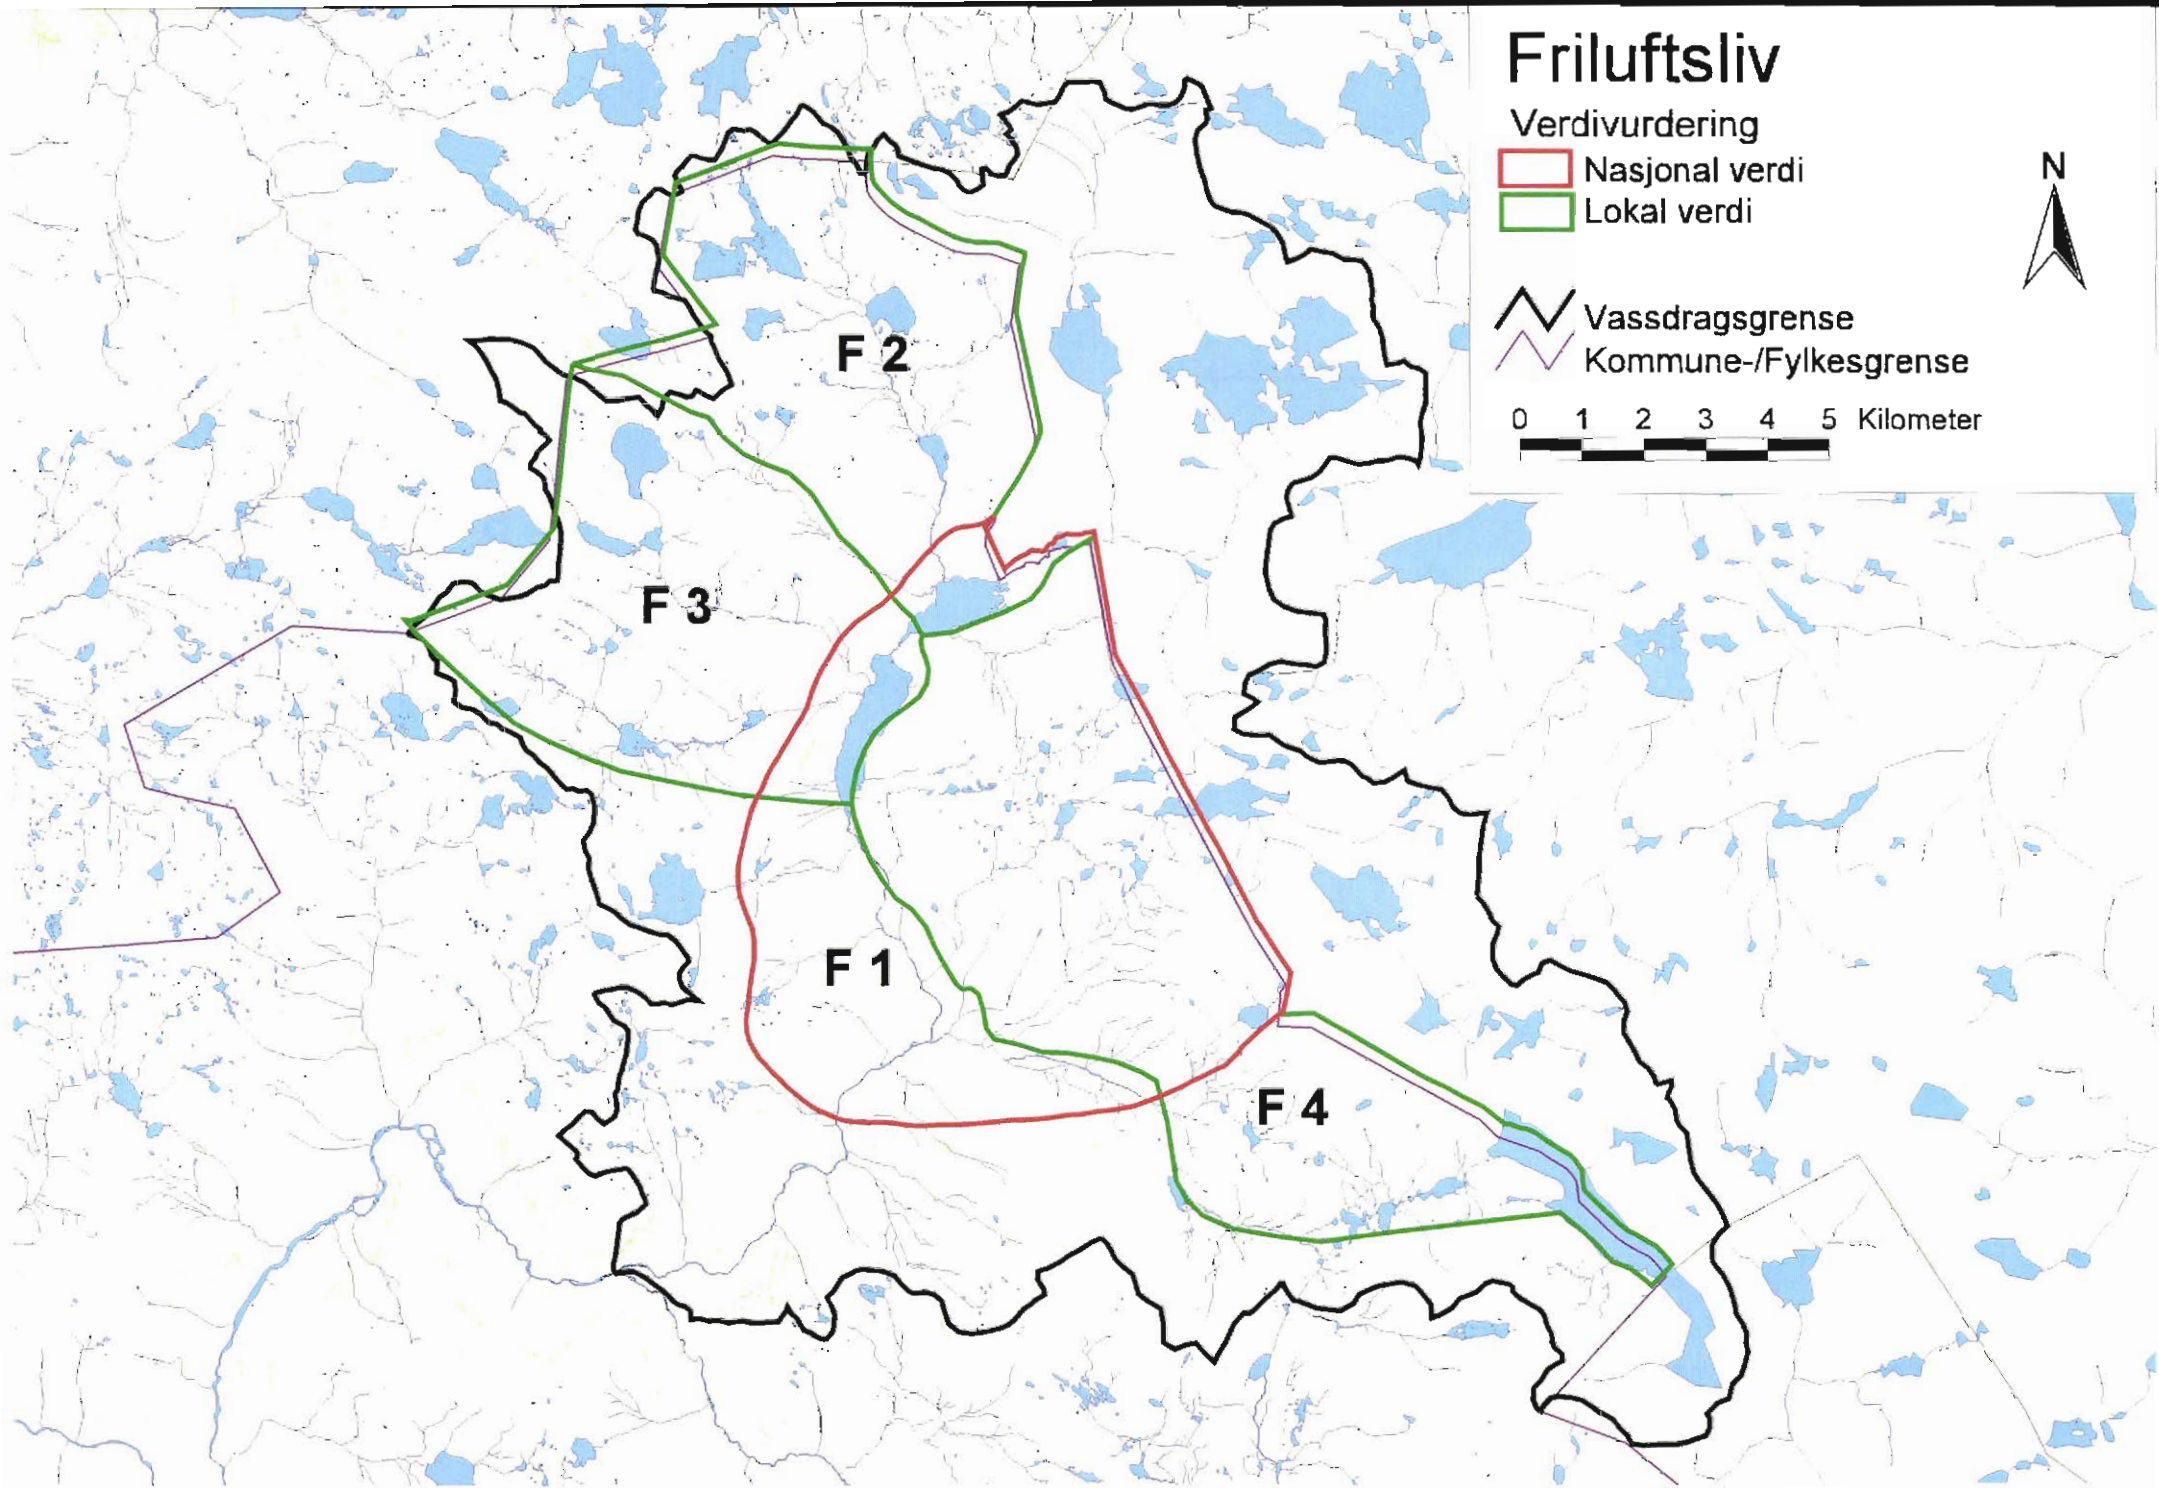 Friluftsliv
Verdivurdering
Nasjonal verdi
Lokal verdi
N
Vassdragsgrense
Kommune-/Fylkesgrense
0 1 2 3 4 5 Kilometer
F 2
F 3
F 1
F 4